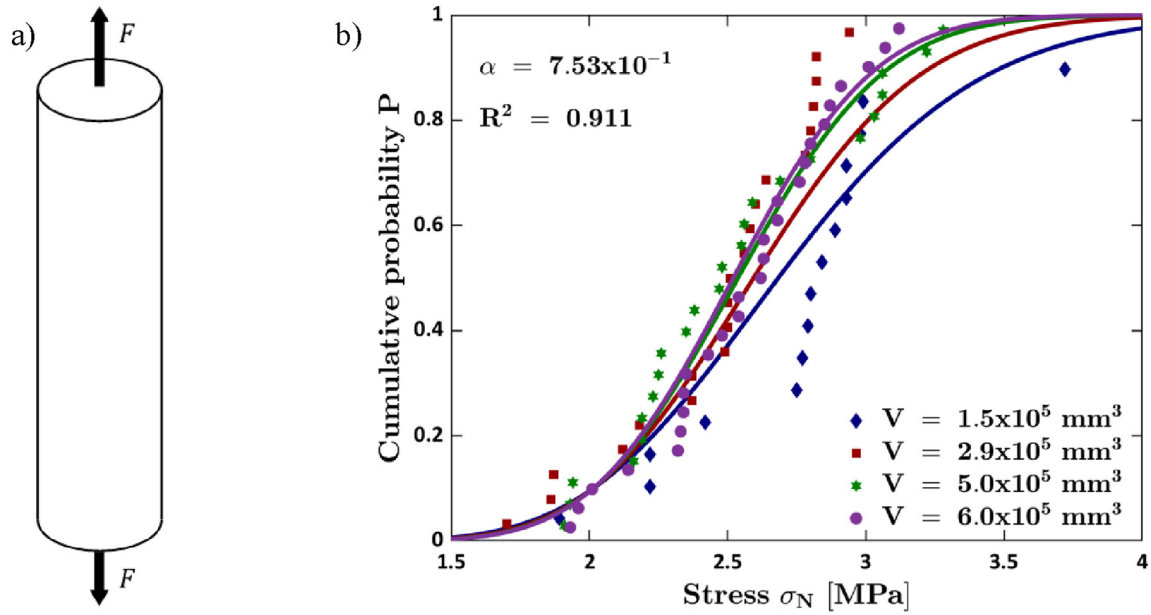 a)
F
F
b)
α = 7.53x10⁻¹
R² = 0.911
Cumulative probability P
1
0.8
0.6
0.4
0.2
0
1.5 2 2.5 3 3.5 4
Stress σN [MPa]
V = 1.5x10⁵ mm³
V = 2.9x10⁵ mm³
V = 5.0x10⁵ mm³
V = 6.0x10⁵ mm³